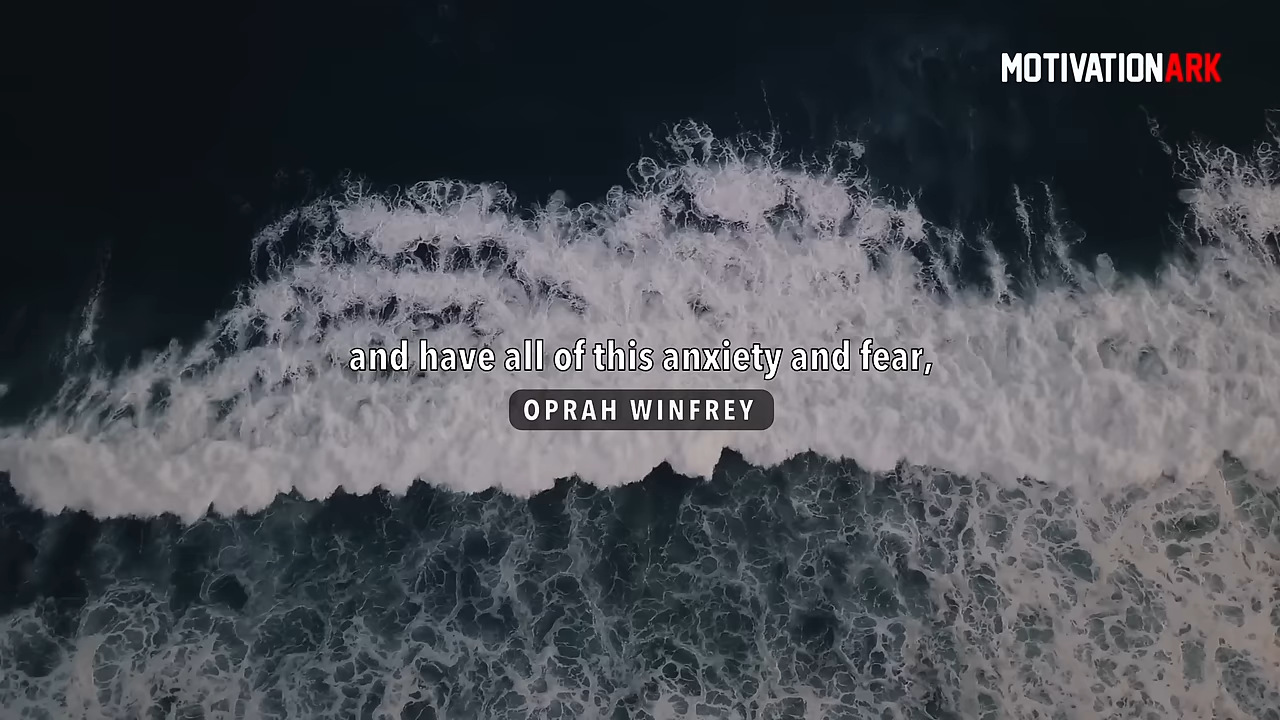 MOTIVATIONARK
and have all of this anxiety and fear,
OPRAH WINFREY